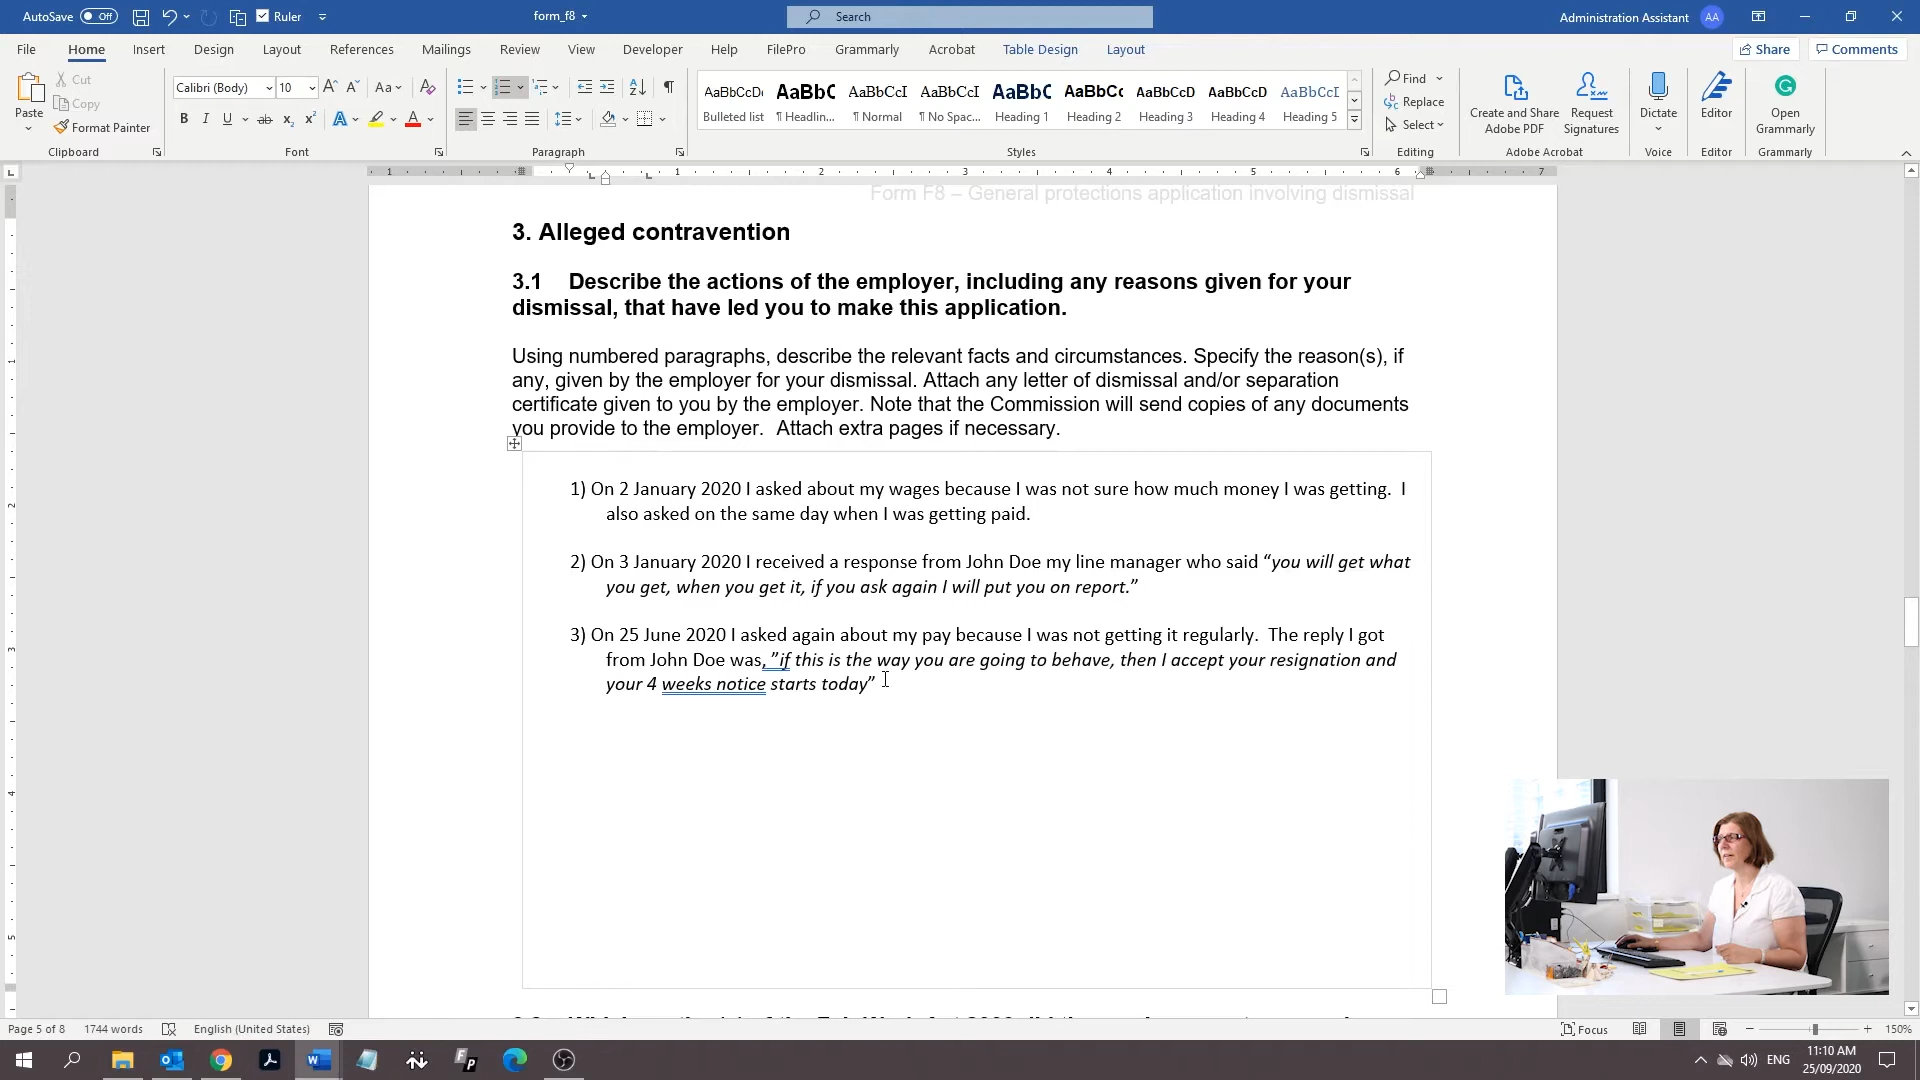 AutoSave Off Ruler form_f8 Search Administration Assistant AA
File Home Insert Design Layout References Mailings Review View Developer Help FilePro Grammarly Acrobat Table Design Layout Share Comments
Paste Cut Copy Format Painter
Calibri (Body) 10
AaBbCcDc AaBbC AaBbCcI AaBbCcI AaBbC AaBbCc AaBbCcD AaBbCcD AaBbCcI
Bulleted list ¶ Headlin... ¶ Normal ¶ No Spac... Heading 1 Heading 2 Heading 3 Heading 4 Heading 5
Find Replace Select
Create and Share Adobe PDF Request Signatures Dictate Editor Open Grammarly
Clipboard Font Paragraph Styles Editing Adobe Acrobat Voice Editor Grammarly
1 1 2 3 4 5 6 7
Form F8 – General protections application involving dismissal
3. Alleged contravention
3.1 Describe the actions of the employer, including any reasons given for your
dismissal, that have led you to make this application.
Using numbered paragraphs, describe the relevant facts and circumstances. Specify the reason(s), if
any, given by the employer for your dismissal. Attach any letter of dismissal and/or separation
certificate given to you by the employer. Note that the Commission will send copies of any documents
you provide to the employer.  Attach extra pages if necessary.
1) On 2 January 2020 I asked about my wages because I was not sure how much money I was getting.  I
also asked on the same day when I was getting paid.
2) On 3 January 2020 I received a response from John Doe my line manager who said “you will get what
you get, when you get it, if you ask again I will put you on report.”
3) On 25 June 2020 I asked again about my pay because I was not getting it regularly.  The reply I got
from John Doe was, ”if this is the way you are going to behave, then I accept your resignation and
your 4 weeks notice starts today”
Page 5 of 8 1744 words English (United States) Focus 150%
ENG 11:10 AM
25/09/2020